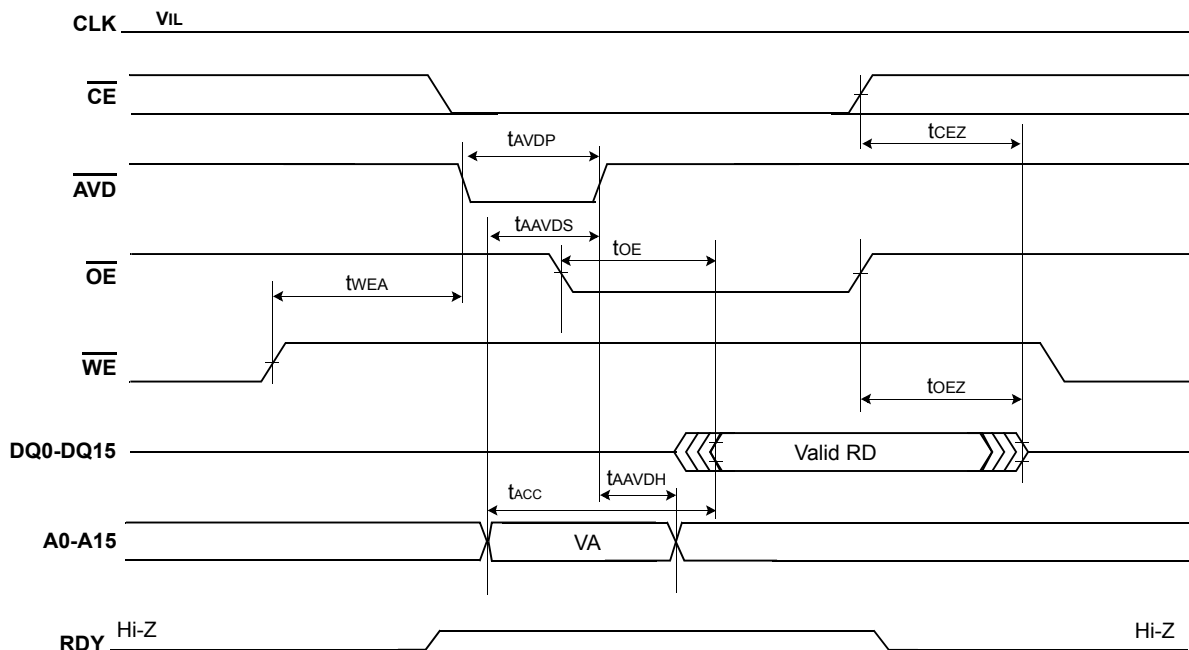 CLK VIL
CE
tAVDP tCEZ
AVD
tAAVDS
tOE
OE
tWEA
WE
tOEZ
DQ0-DQ15 Valid RD
tACC tAAVDH
A0-A15 VA
RDY Hi-Z Hi-Z